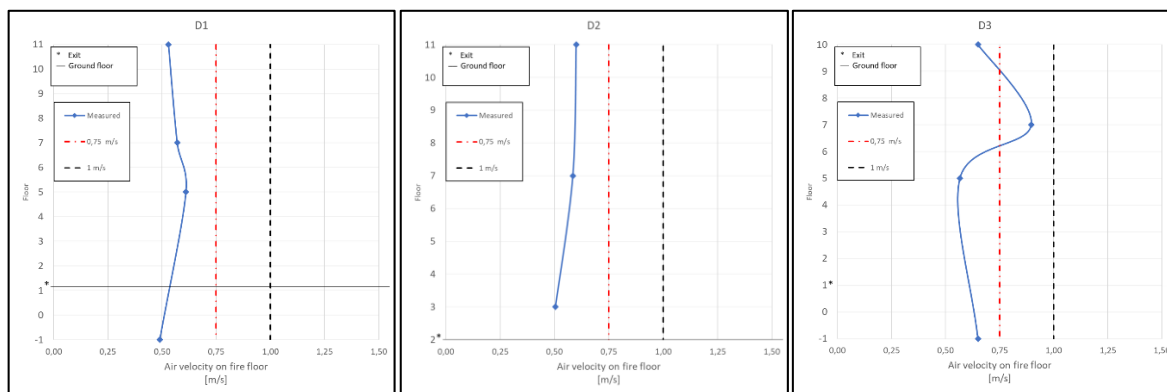 D1
* Exit
Ground floor
Measured
0,75 m/s
1 m/s
Floor
11
10
9
8
7
6
5
4
3
2
1
0
-1
*
0,00 0,25 0,50 0,75 1,00 1,25 1,50
Air velocity on fire floor
[m/s]
D2
* Exit
Ground floor
Measured
0,75 m/s
1 m/s
Floor
11
10
9
8
7
6
5
4
3
2*
0,00 0,25 0,50 0,75 1,00 1,25 1,50
Air velocity on fire floor
[m/s]
D3
* Exit
Ground floor
Measured
0,75 m/s
1 m/s
Floor
10
9
8
7
6
5
4
3
2
1*
0
-1
0,00 0,25 0,50 0,75 1,00 1,25 1,50
Air velocity on fire floor
[m/s]